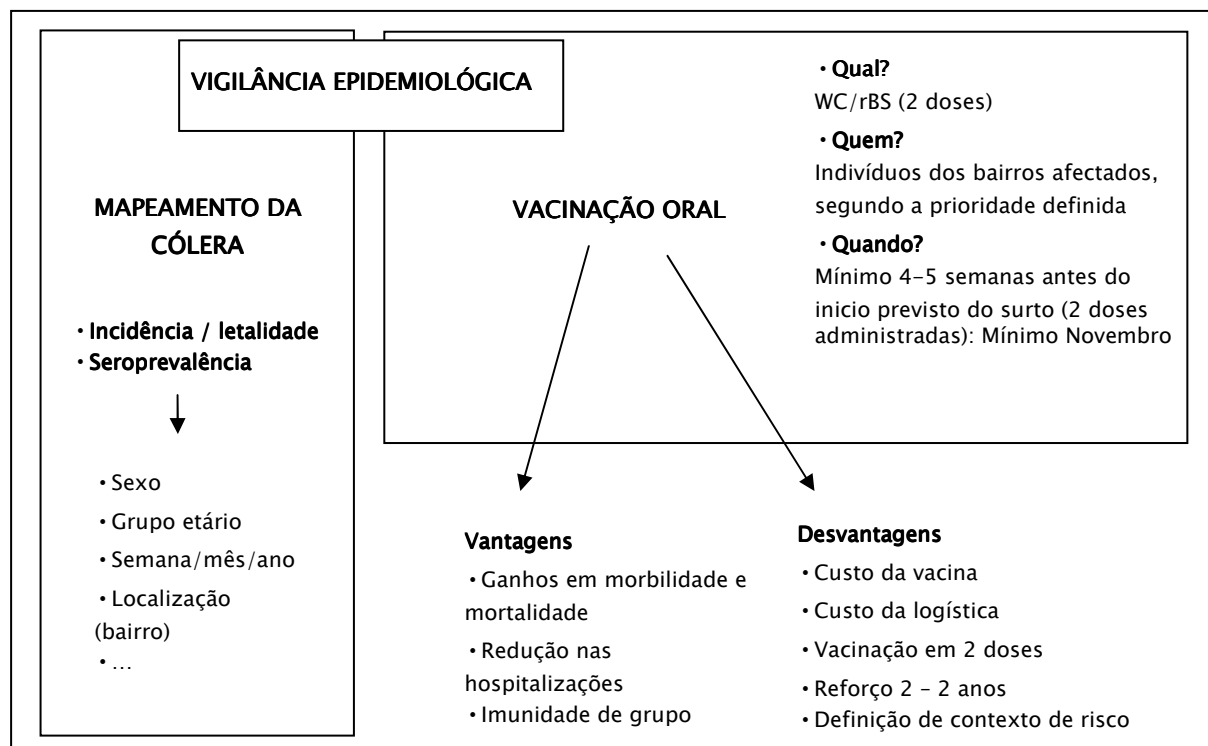 VIGILÂNCIA EPIDEMIOLÓGICA
MAPEAMENTO DA
CÓLERA
• Incidência / letalidade
• Seroprevalência
• Sexo
• Grupo etário
• Semana/mês/ano
• Localização
(bairro)
• ...
VACINAÇÃO ORAL
• Qual?
WC/rBS (2 doses)
• Quem?
Indivíduos dos bairros afectados,
segundo a prioridade definida
• Quando?
Mínimo 4-5 semanas antes do
inicio previsto do surto (2 doses
administradas): Mínimo Novembro
Vantagens
• Ganhos em morbilidade e
mortalidade
• Redução nas
hospitalizações
• Imunidade de grupo
Desvantagens
• Custo da vacina
• Custo da logística
• Vacinação em 2 doses
• Reforço 2 - 2 anos
• Definição de contexto de risco